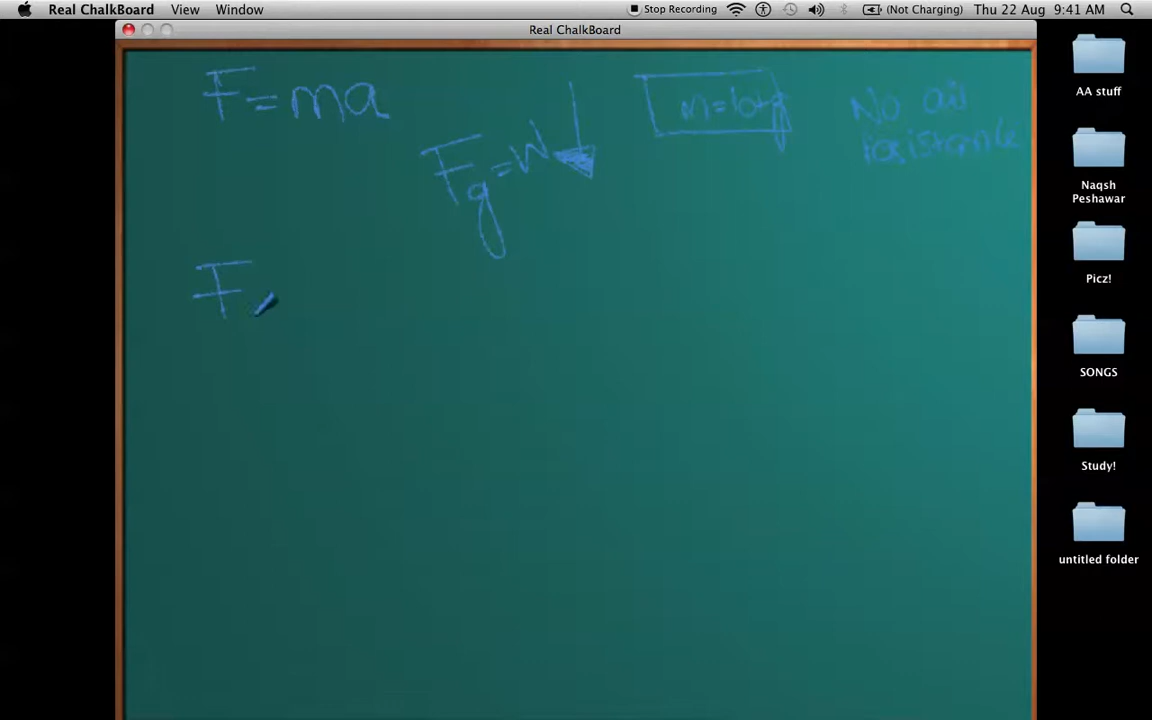 Real ChalkBoard View Window Stop Recording (Not Charging) Thu 22 Aug 9:41 AM
Real ChalkBoard
F=ma
Fg=W
No air
resistance
F
AA stuff
Naqsh
Peshawar
Picz!
SONGS
Study!
untitled folder